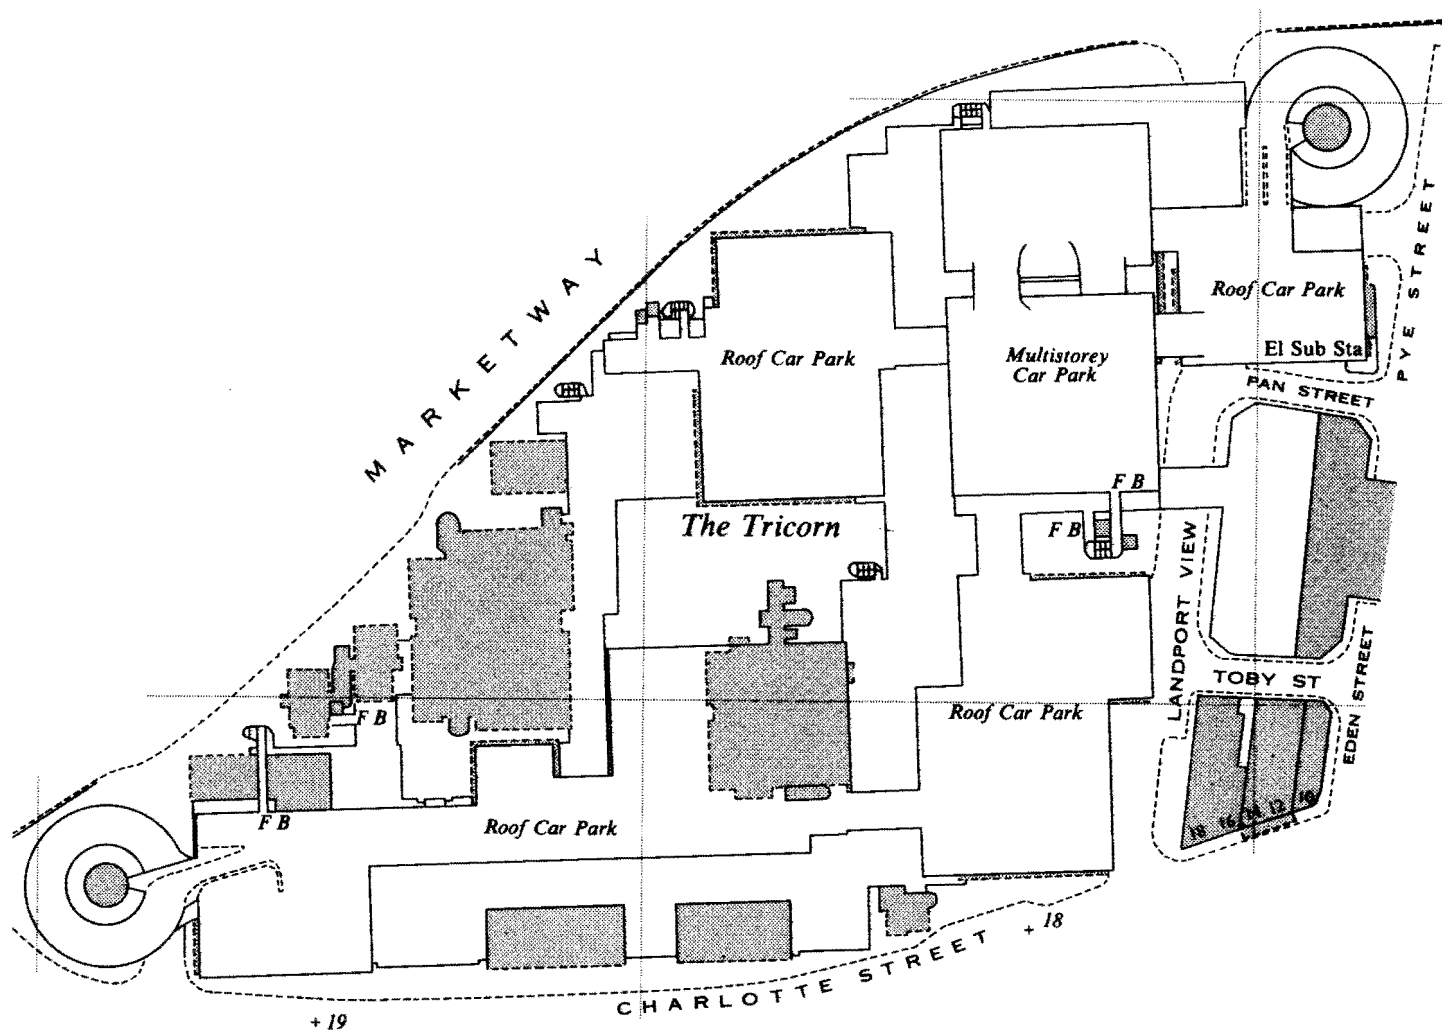 MARKETWAY
Roof Car Park
Multistorey
Car Park
Roof Car Park
El Sub Sta
PYE STREET
PAN STREET
F B
F B
The Tricorn
LANDPORT VIEW
TOBY ST
EDEN STREET
Roof Car Park
F B
F B
Roof Car Park
18 16 14 12 10
CHARLOTTE STREET
+ 18
+ 19